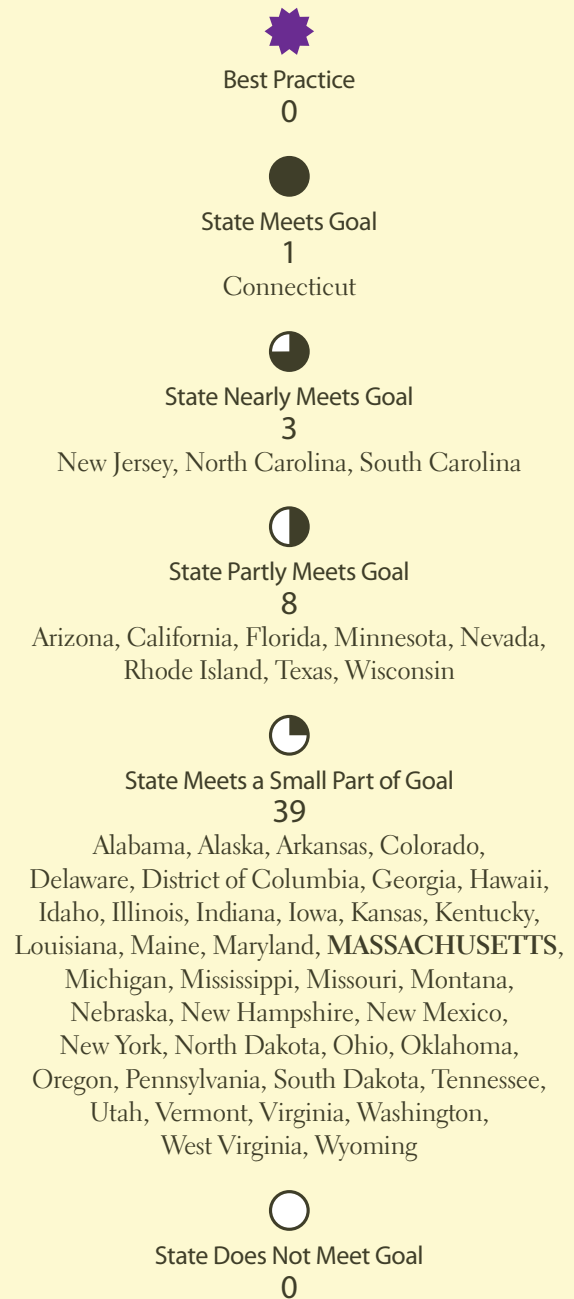 Best Practice
0
State Meets Goal
1
Connecticut
State Nearly Meets Goal
3
New Jersey, North Carolina, South Carolina
State Partly Meets Goal
8
Arizona, California, Florida, Minnesota, Nevada,
Rhode Island, Texas, Wisconsin
State Meets a Small Part of Goal
39
Alabama, Alaska, Arkansas, Colorado,
Delaware, District of Columbia, Georgia, Hawaii,
Idaho, Illinois, Indiana, Iowa, Kansas, Kentucky,
Louisiana, Maine, Maryland, MASSACHUSETTS,
Michigan, Mississippi, Missouri, Montana,
Nebraska, New Hampshire, New Mexico,
New York, North Dakota, Ohio, Oklahoma,
Oregon, Pennsylvania, South Dakota, Tennessee,
Utah, Vermont, Virginia, Washington,
West Virginia, Wyoming
State Does Not Meet Goal
0